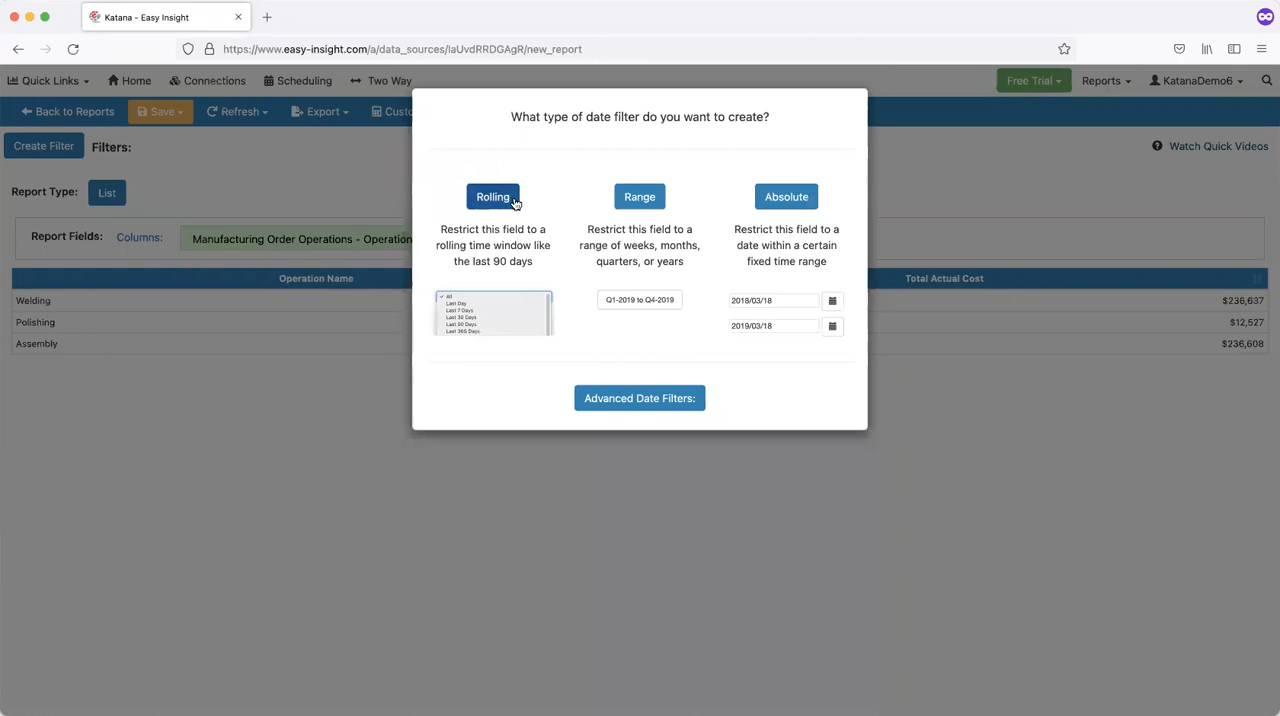 Katana - Easy Insight
https://www.easy-insight.com/a/data_sources/IaUvdRRDGAgR/new_report
Quick Links Home Connections Scheduling Two Way Free Trial Reports KatanaDemo6
Back to Reports Save Refresh Export Custo
What type of date filter do you want to create?
Create Filter Filters: Watch Quick Videos
Report Type: List
Rolling Range Absolute
Restrict this field to a rolling time window like the last 90 days
Restrict this field to a range of weeks, months, quarters, or years
Restrict this field to a date within a certain fixed time range
Report Fields: Columns: Manufacturing Order Operations - Operation
Operation Name Total Actual Cost
Welding $236,637
Polishing $12,527
Assembly $236,608
All
Last Day
Last 7 Days
Last 30 Days
Last 90 Days
Last 365 Days
Q1-2019 to Q4-2019
2018/03/18
2019/03/18
Advanced Date Filters: